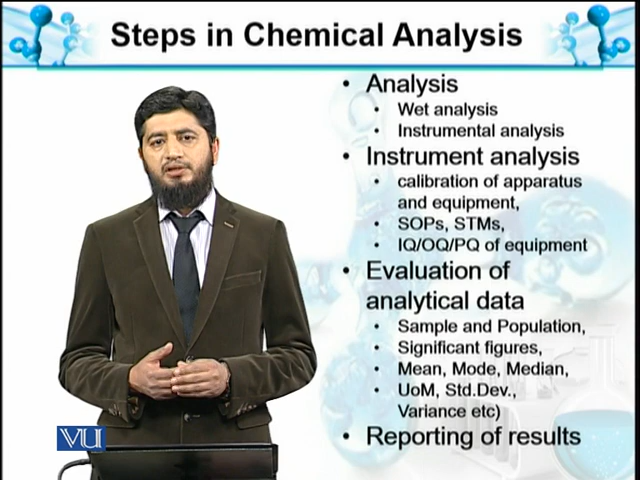 Steps in Chemical Analysis
• Analysis
• Wet analysis
• Instrumental analysis
• Instrument analysis
• calibration of apparatus
and equipment,
• SOPs, STMs,
• IQ/OQ/PQ of equipment
• Evaluation of
analytical data
• Sample and Population,
• Significant figures,
• Mean, Mode, Median,
• UoM, Std.Dev.,
Variance etc)
• Reporting of results
VU